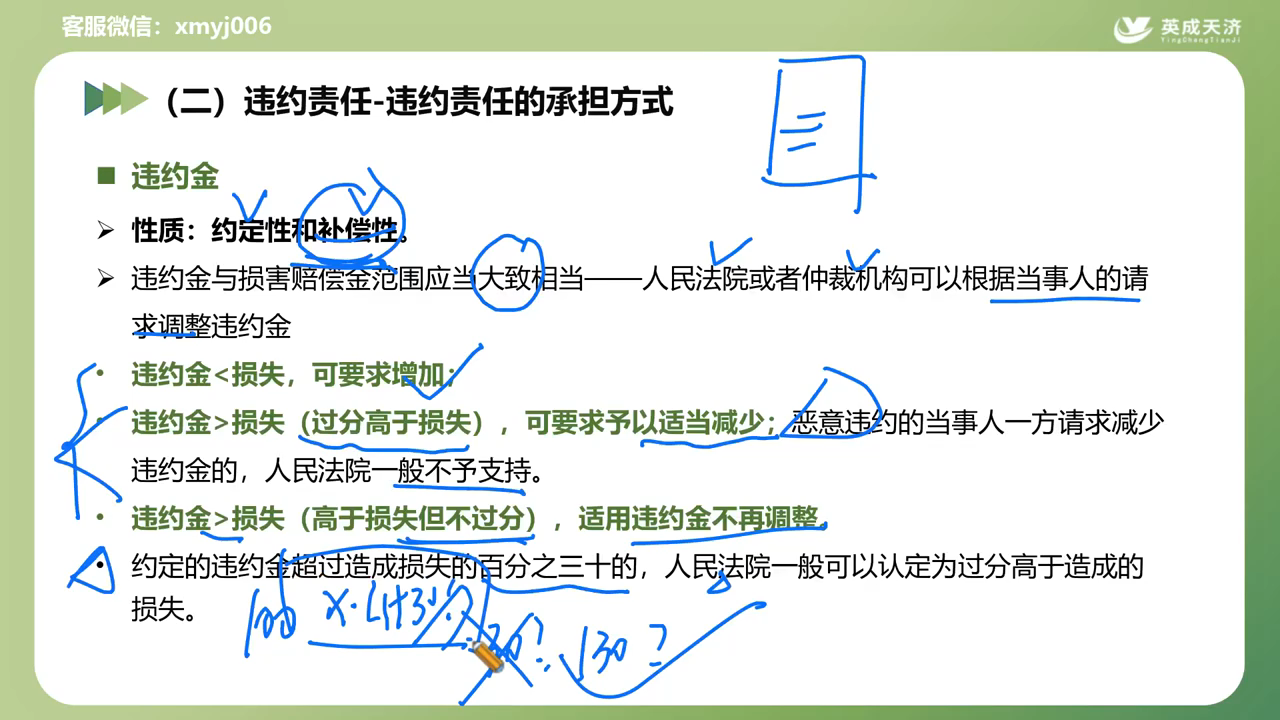 客服微信：xmyj006
英成天济
YingChengTianJi
（二）违约责任-违约责任的承担方式
违约金
性质：约定性和补偿性。
违约金与损害赔偿金范围应当大致相当——人民法院或者仲裁机构可以根据当事人的请
求调整违约金
违约金<损失，可要求增加；
违约金>损失（过分高于损失），可要求予以适当减少；恶意违约的当事人一方请求减少
违约金的，人民法院一般不予支持。
违约金>损失（高于损失但不过分），适用违约金不再调整。
约定的违约金超过造成损失的百分之三十的，人民法院一般可以认定为过分高于造成的
损失。
100
130？